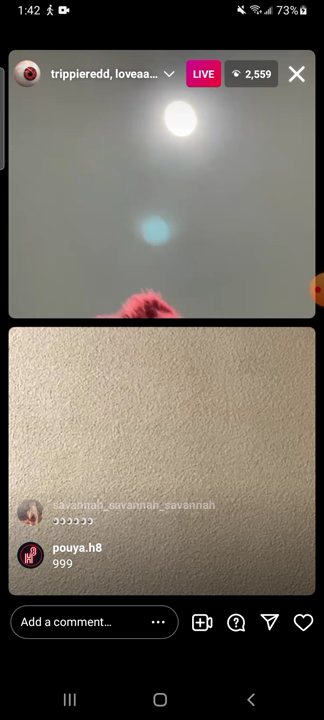 1:42
73%
trippieredd, loveaa...
LIVE
2,559
savannah_savannah_savannah
pouya.h8
999
Add a comment...